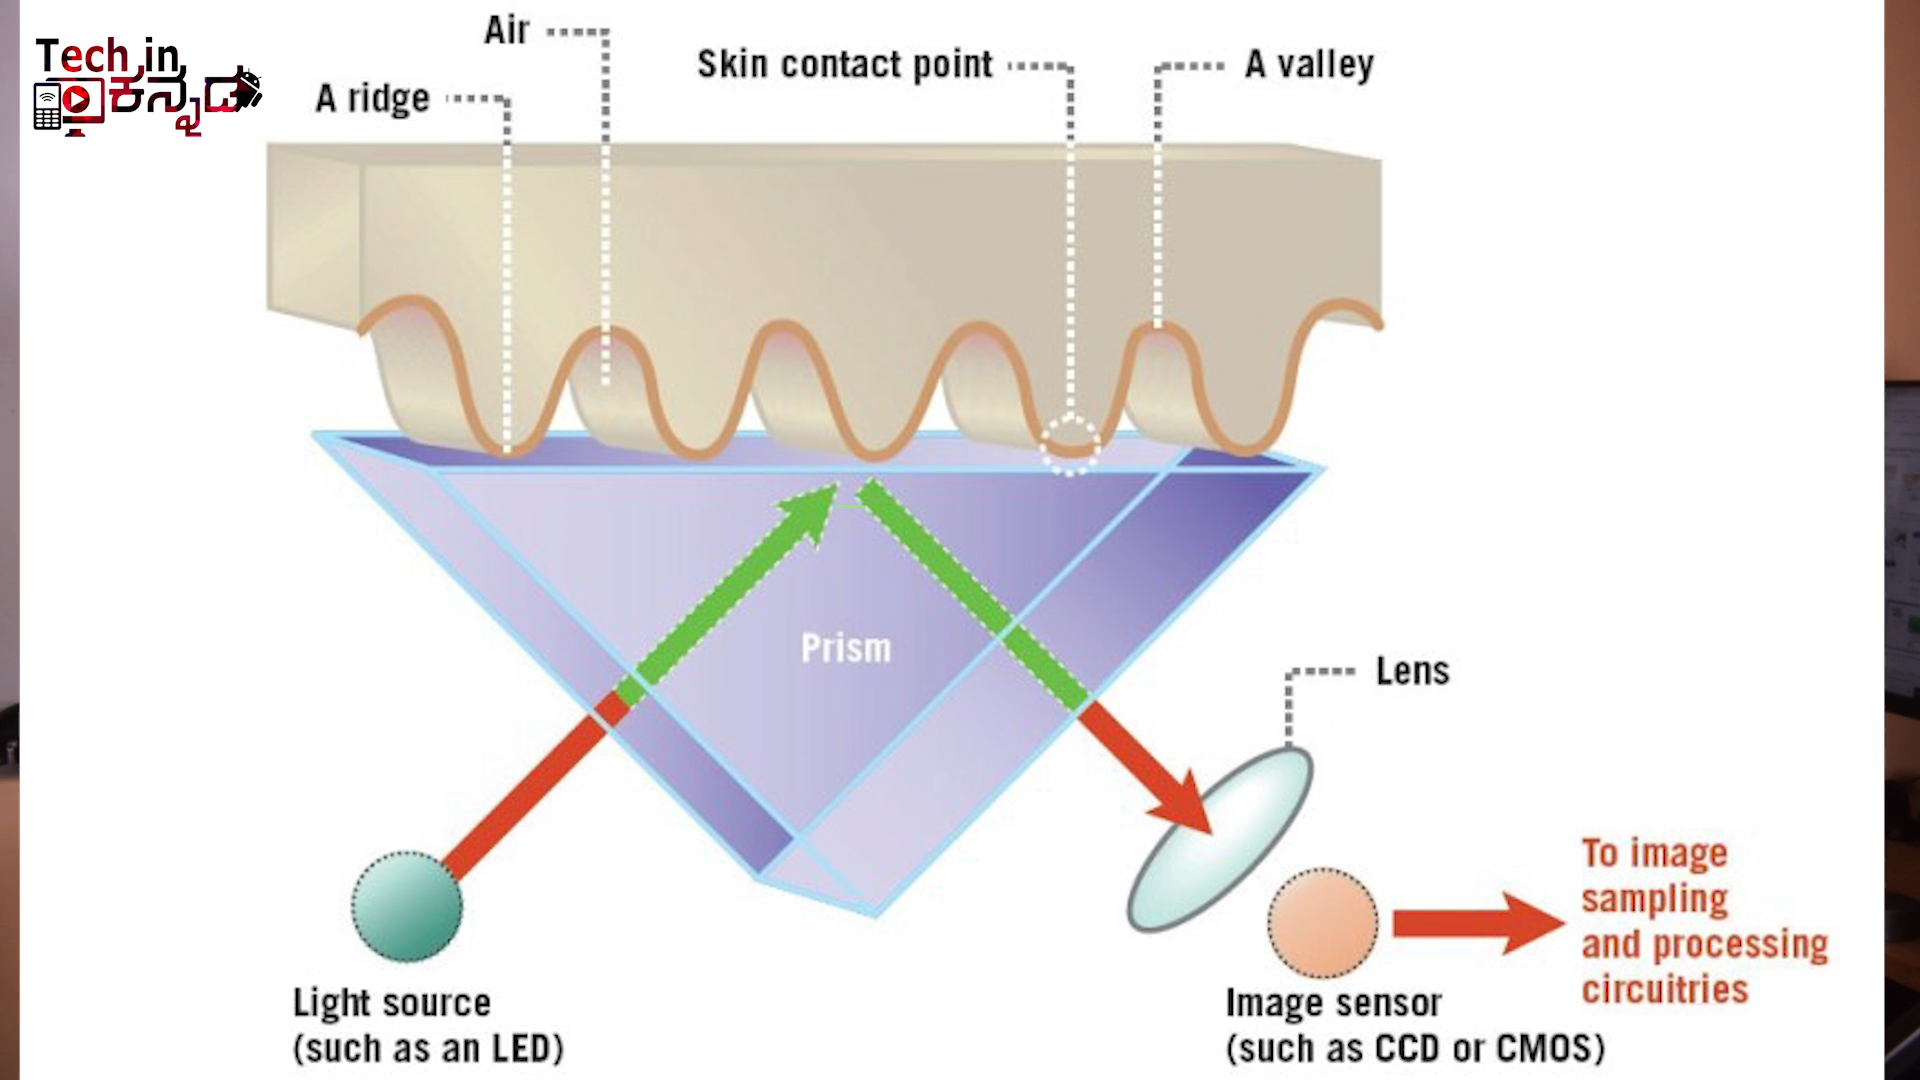 Tech in
ಕನ್ನಡ
Air
Skin contact point
A valley
A ridge
Prism
Lens
To image
sampling
and processing
circuitries
Light source
(such as an LED)
Image sensor
(such as CCD or CMOS)